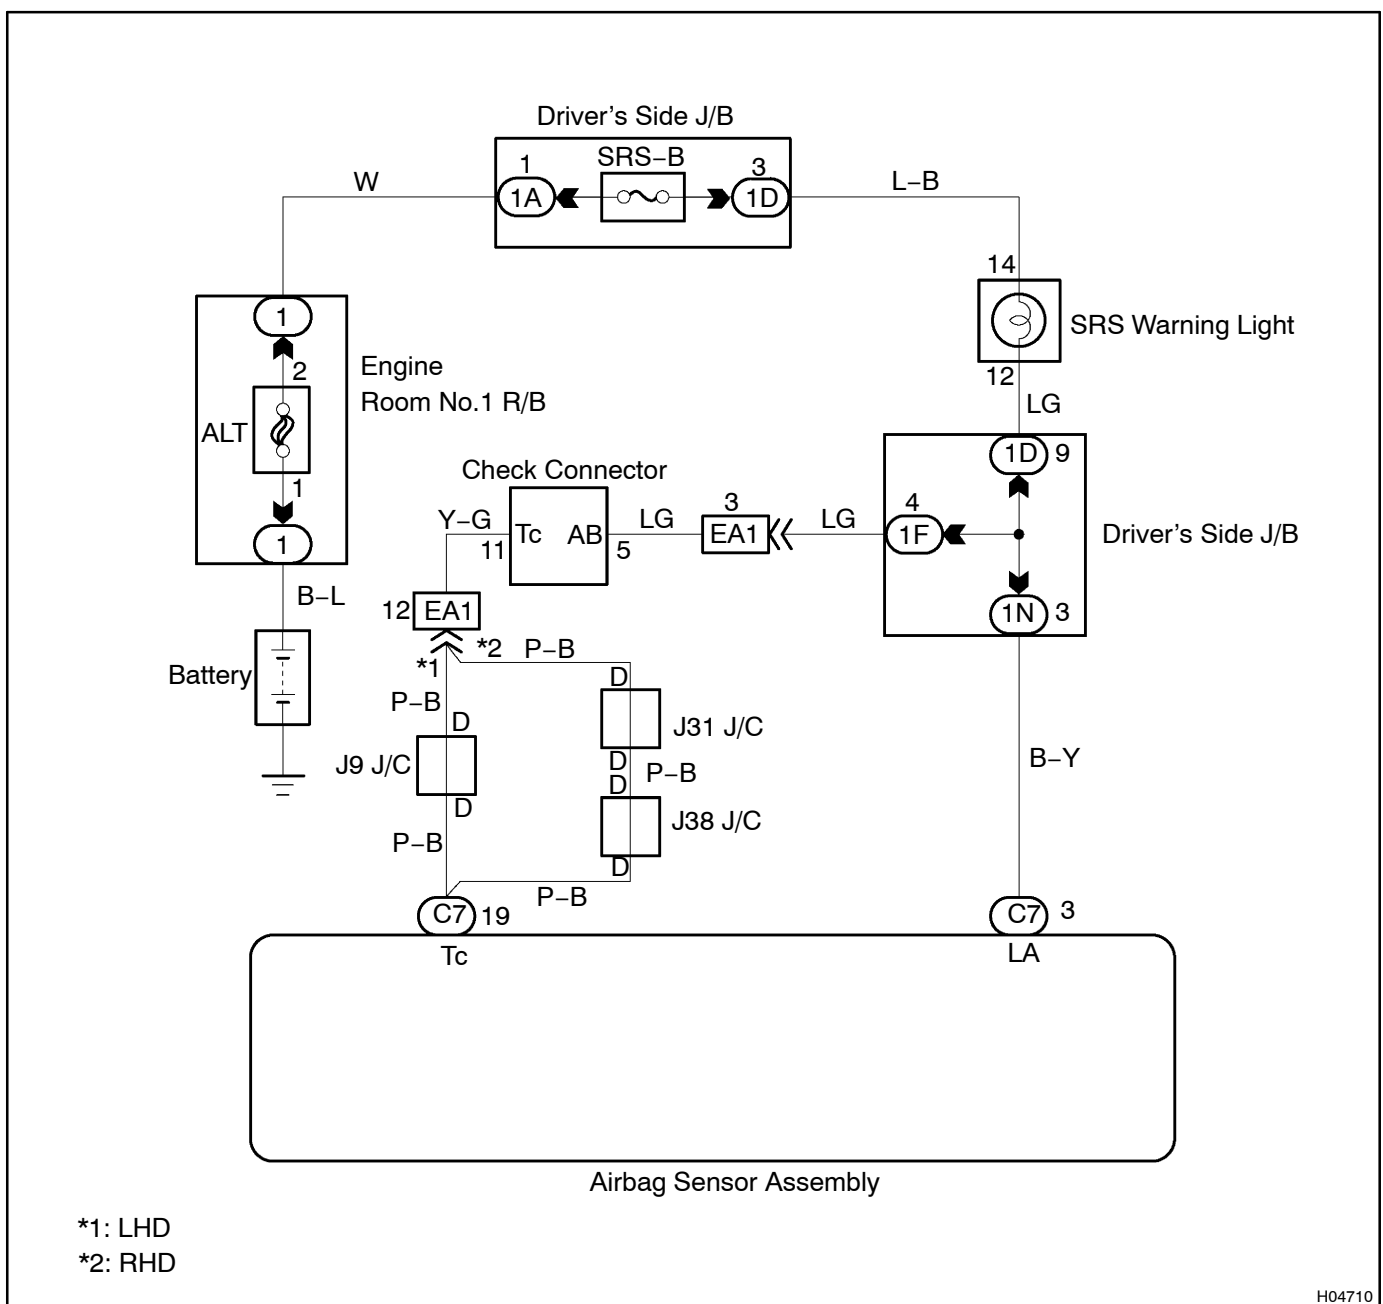 Driver's Side J/B
SRS−B
1
1A
3
1D
W
L−B
14
SRS Warning Light
12
LG
1
2
Engine
Room No.1 R/B
ALT
1
1
B−L
Battery
Check Connector
Y−G
11
Tc
AB
5
LG
3
EA1
LG
4
1F
1D
9
Driver's Side J/B
1N
3
12
EA1
*1
*2
P−B
P−B
D
J9 J/C
D
P−B
D
J31 J/C
D
P−B
D
J38 J/C
D
P−B
B−Y
C7
19
C7
3
Tc
LA
Airbag Sensor Assembly
*1: LHD
*2: RHD
H04710